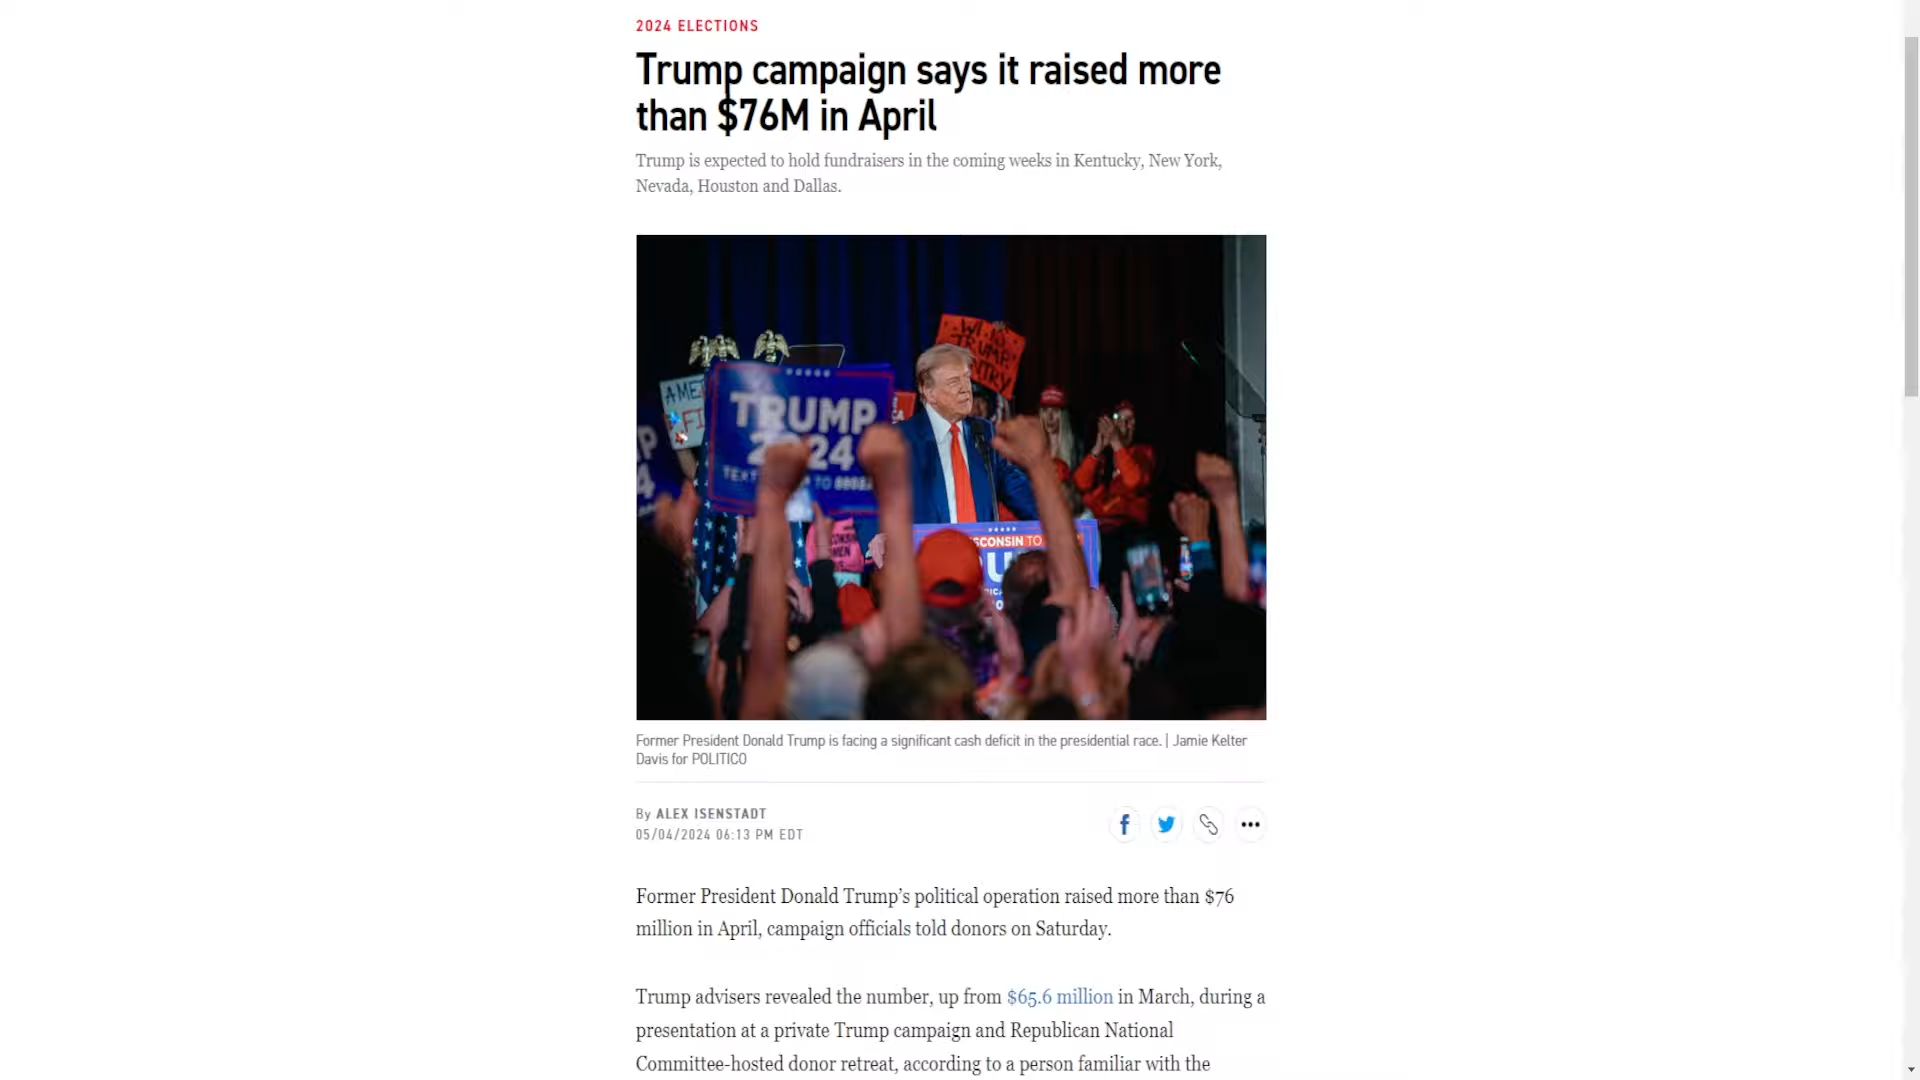 2024 ELECTIONS
Trump campaign says it raised more
than $76M in April
Trump is expected to hold fundraisers in the coming weeks in Kentucky, New York,
Nevada, Houston and Dallas.
TRUMP
TRUMP
TO
SCONSIN TO
Former President Donald Trump is facing a significant cash deficit in the presidential race. | Jamie Kelter
Davis for POLITICO
By ALEX ISENSTADT
05/04/2024 06:13 PM EDT
Former President Donald Trump’s political operation raised more than $76
million in April, campaign officials told donors on Saturday.
Trump advisers revealed the number, up from $65.6 million in March, during a
presentation at a private Trump campaign and Republican National
Committee-hosted donor retreat, according to a person familiar with the